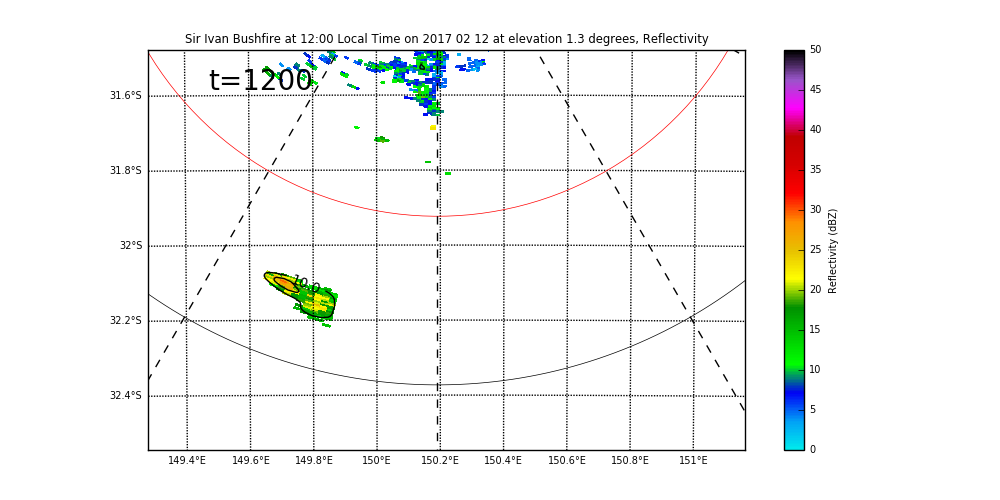 Sir Ivan Bushfire at 12:00 Local Time on 2017 02 12 at elevation 1.3 degrees, Reflectivity
t=1200
31.6°S
31.8°S
32°S
32.2°S
32.4°S
10.0
149.4°E 149.6°E 149.8°E 150°E 150.2°E 150.4°E 150.6°E 150.8°E 151°E
50
45
40
35
30
25
20
15
10
5
0
Reflectivity (dBZ)